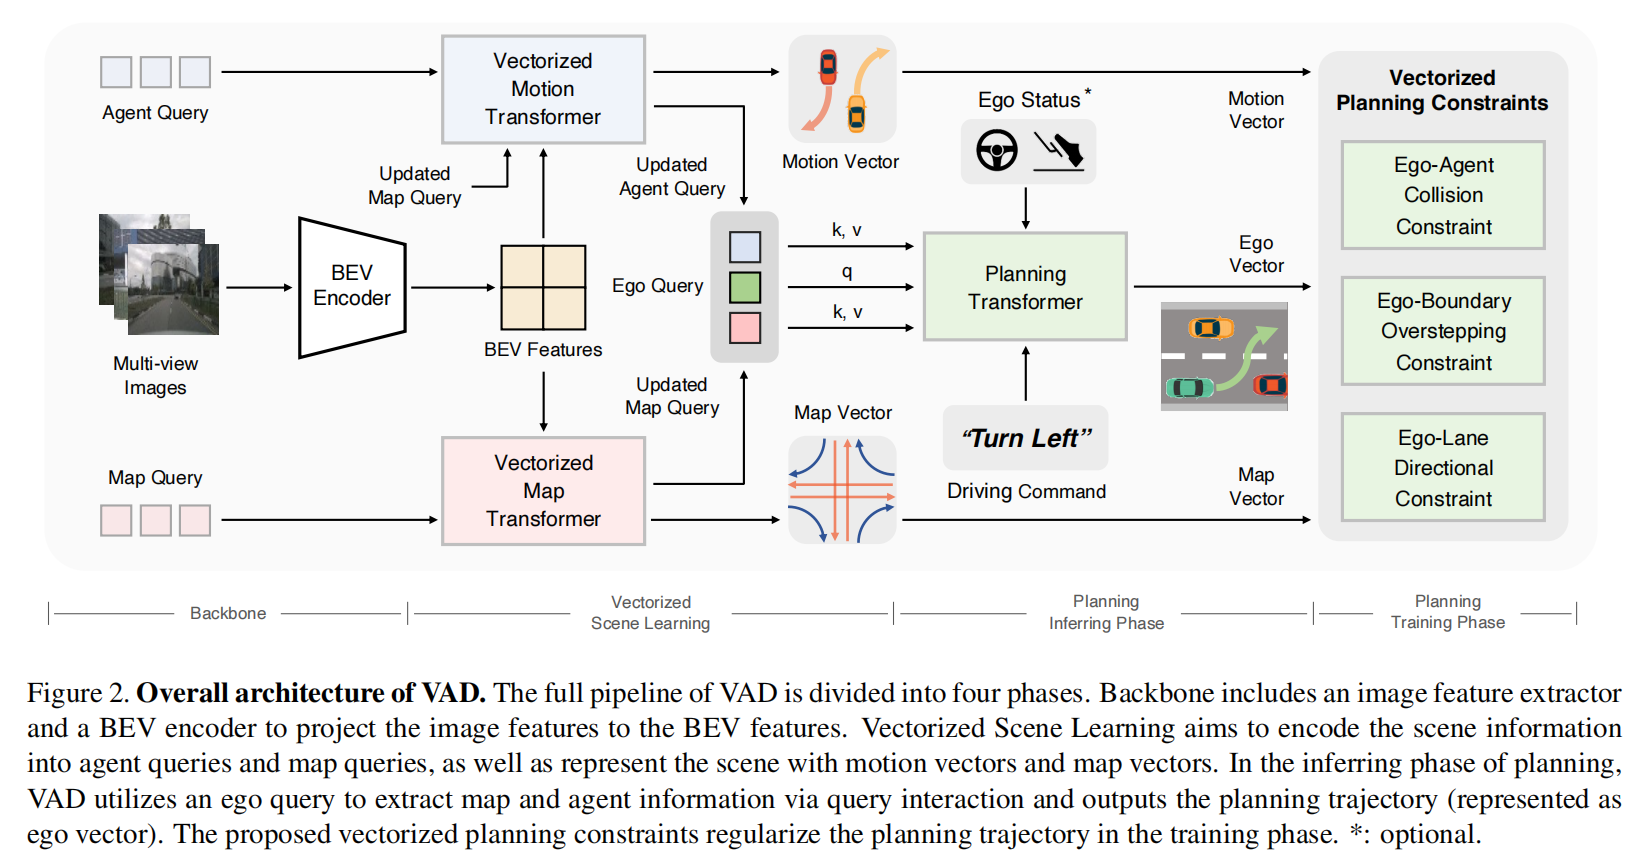 Agent Query
Vectorized
Motion
Transformer
Updated
Map Query
Updated
Agent Query
Motion Vector
Ego Status*
Motion
Vector
Vectorized
Planning Constraints
Ego-Agent
Collision
Constraint
Multi-view
Images
BEV
Encoder
BEV Features
Ego Query
k, v
q
k, v
Planning
Transformer
Ego
Vector
Ego-Boundary
Overstepping
Constraint
Updated
Map Query
Map Query
Vectorized
Map
Transformer
Map Vector
“Turn Left”
Driving Command
Map
Vector
Ego-Lane
Directional
Constraint
Backbone
Vectorized
Scene Learning
Planning
Inferring Phase
Planning
Training Phase
Figure 2. Overall architecture of VAD. The full pipeline of VAD is divided into four phases. Backbone includes an image feature extractor
and a BEV encoder to project the image features to the BEV features. Vectorized Scene Learning aims to encode the scene information
into agent queries and map queries, as well as represent the scene with motion vectors and map vectors. In the inferring phase of planning,
VAD utilizes an ego query to extract map and agent information via query interaction and outputs the planning trajectory (represented as
ego vector). The proposed vectorized planning constraints regularize the planning trajectory in the training phase. *: optional.